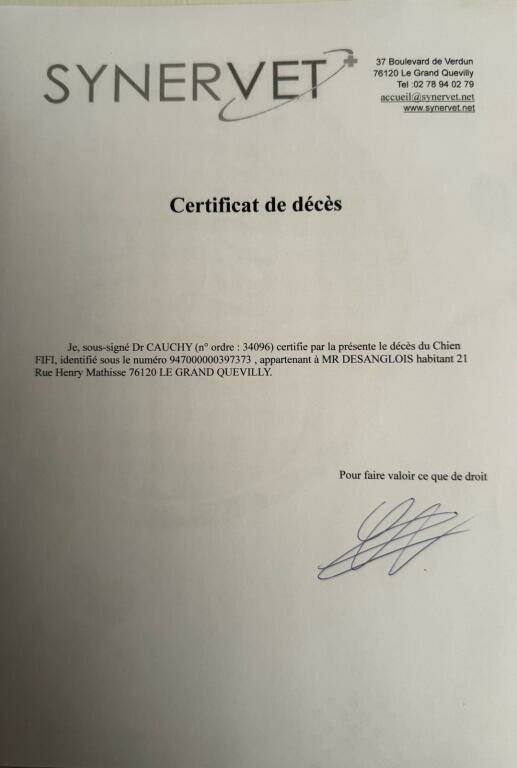 SYNERVET
37 Boulevard de Verdun
76120 Le Grand Quevilly
Tel :02 78 94 02 79
accueil@synervet.net
www.synervet.net
Certificat de décès
Je, sous-signé Dr CAUCHY (n° ordre : 34096) certifie par la présente le décès du Chien
FIFI, identifié sous le numéro 947000000397373 , appartenant à MR DESANGLOIS habitant 21
Rue Henry Mathisse 76120 LE GRAND QUEVILLY.
Pour faire valoir ce que de droit